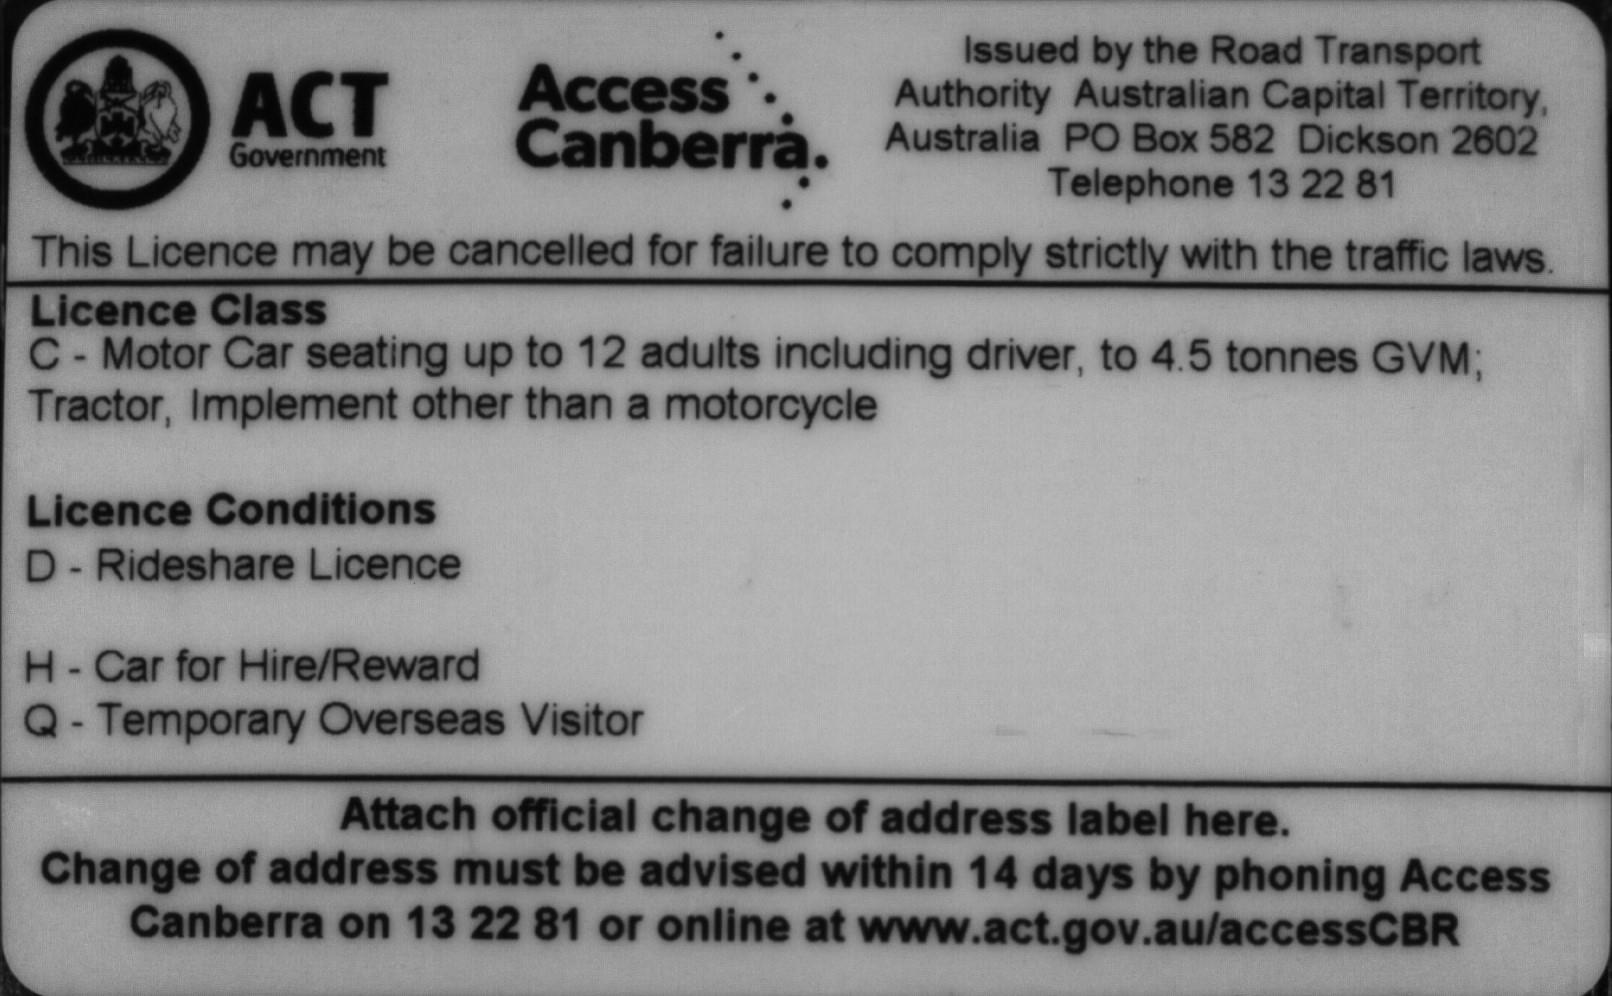 ACT
Government
Access
Canberra.
Issued by the Road Transport
Authority Australian Capital Territory,
Australia PO Box 582 Dickson 2602
Telephone 13 22 81
This Licence may be cancelled for failure to comply strictly with the traffic laws.
Licence Class
C - Motor Car seating up to 12 adults including driver, to 4.5 tonnes GVM;
Tractor, Implement other than a motorcycle
Licence Conditions
D - Rideshare Licence
H - Car for Hire/Reward
Q - Temporary Overseas Visitor
Attach official change of address label here.
Change of address must be advised within 14 days by phoning Access
Canberra on 13 22 81 or online at www.act.gov.au/accessCBR